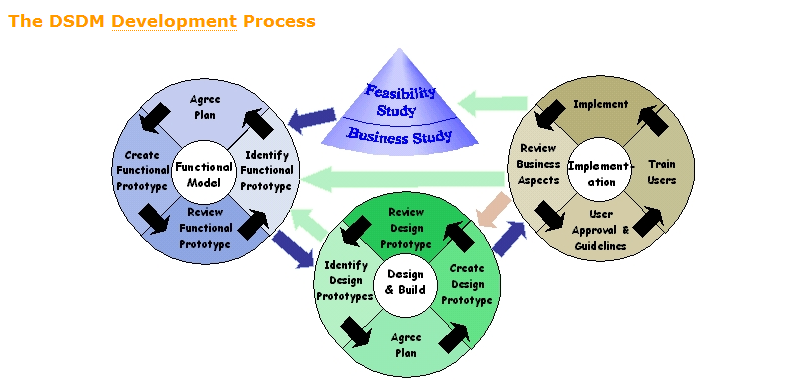 The DSDM Development Process
Feasibility
Study
Business Study
Agree
Plan
Create
Functional
Prototype
Functional
Model
Identify
Functional
Prototype
Review
Functional
Prototype
Review
Design
Prototype
Identify
Design
Prototypes
Design
& Build
Create
Design
Prototype
Agree
Plan
Implement
Review
Business
Aspects
Implement-
ation
Train
Users
User
Approval &
Guidelines